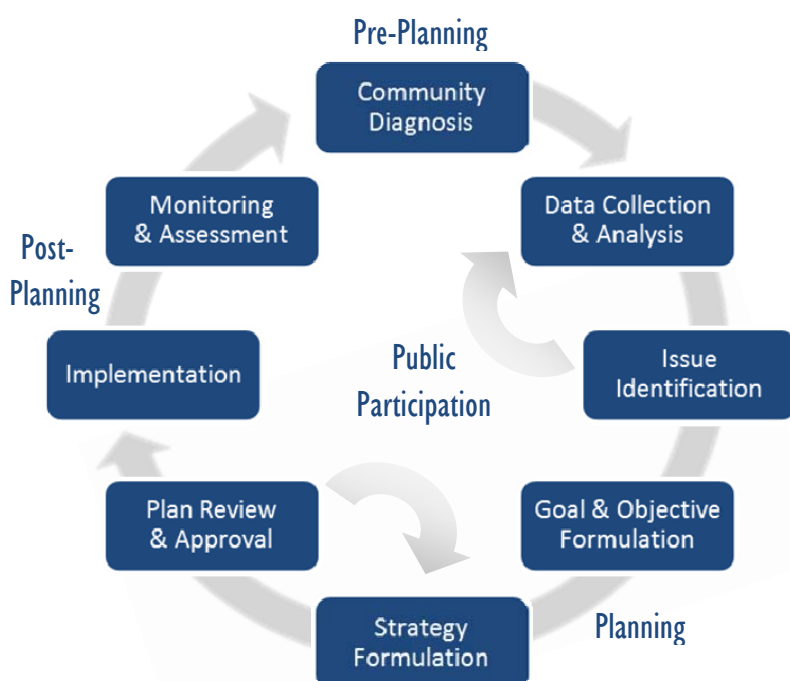 Pre-Planning
Community
Diagnosis
Data Collection
& Analysis
Issue
Identification
Goal & Objective
Formulation
Planning
Strategy
Formulation
Plan Review
& Approval
Implementation
Post-
Planning
Monitoring
& Assessment
Public
Participation